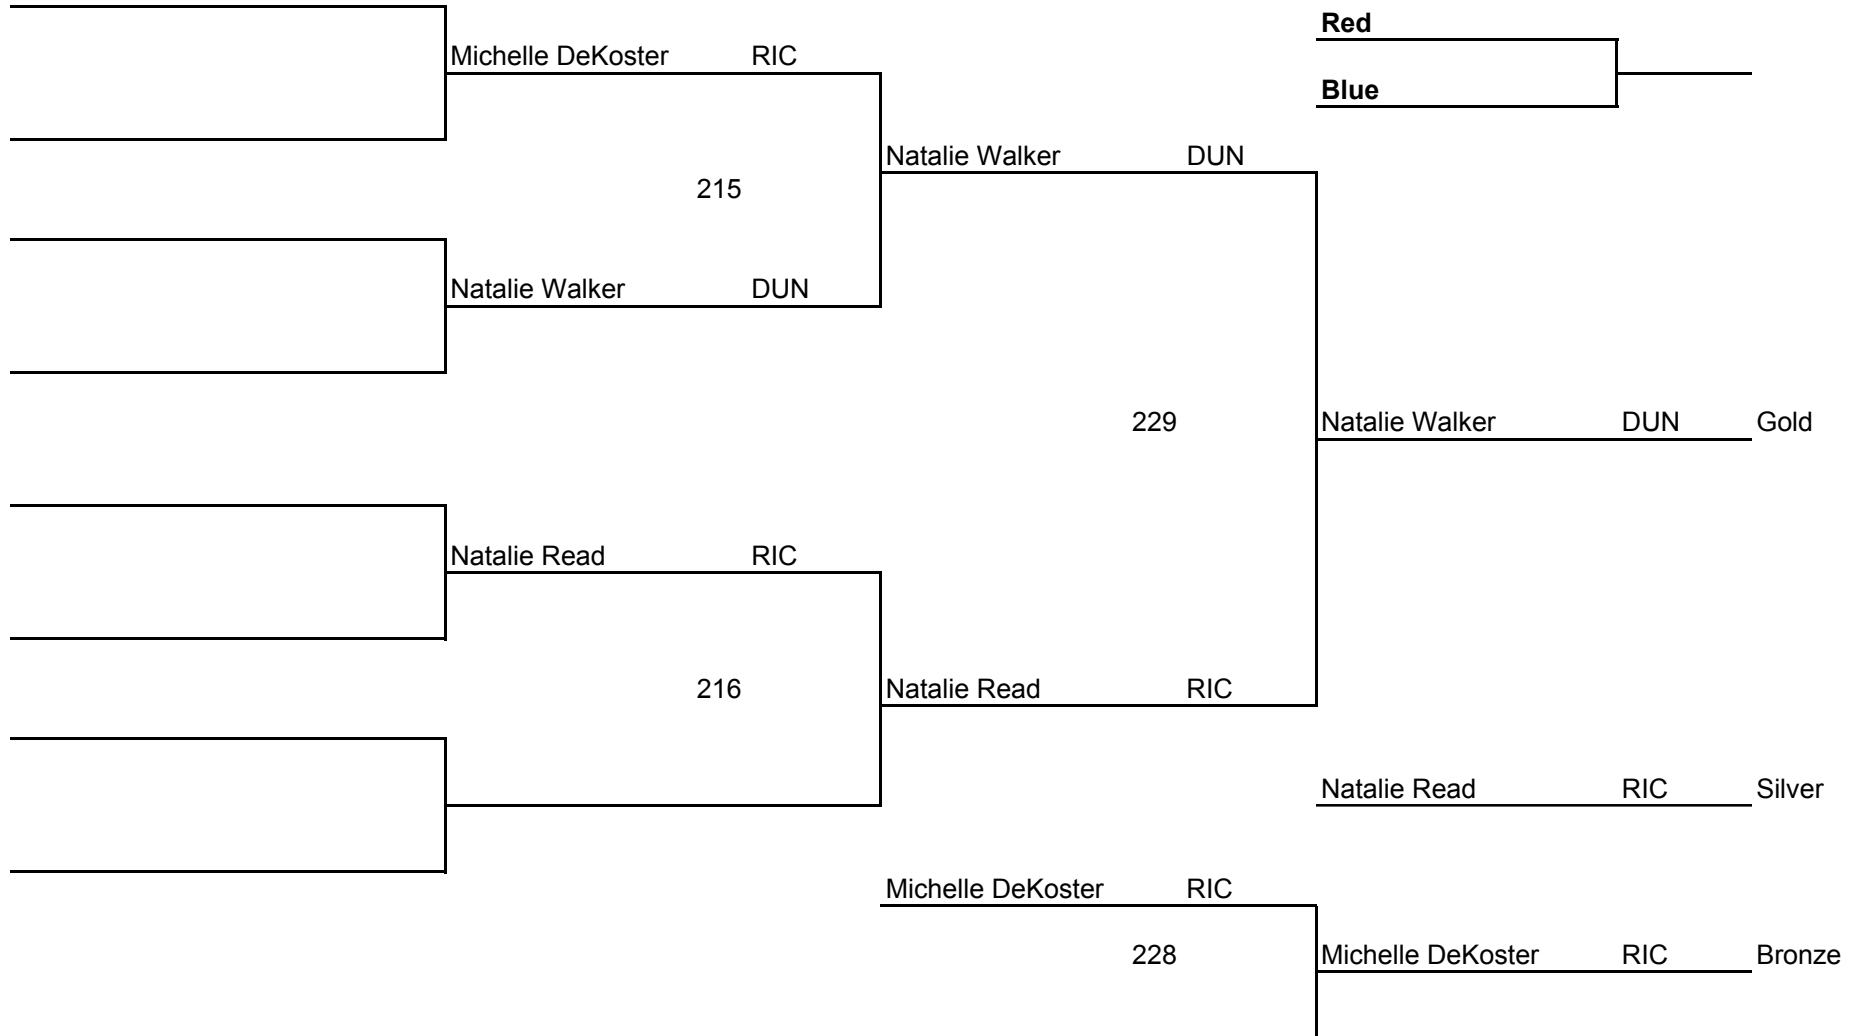 Red
Michelle DeKoster RIC
Blue
Natalie Walker DUN
215
Natalie Walker DUN
229 Natalie Walker DUN Gold
Natalie Read RIC
216 Natalie Read RIC
Natalie Read RIC Silver
Michelle DeKoster RIC
228 Michelle DeKoster RIC Bronze